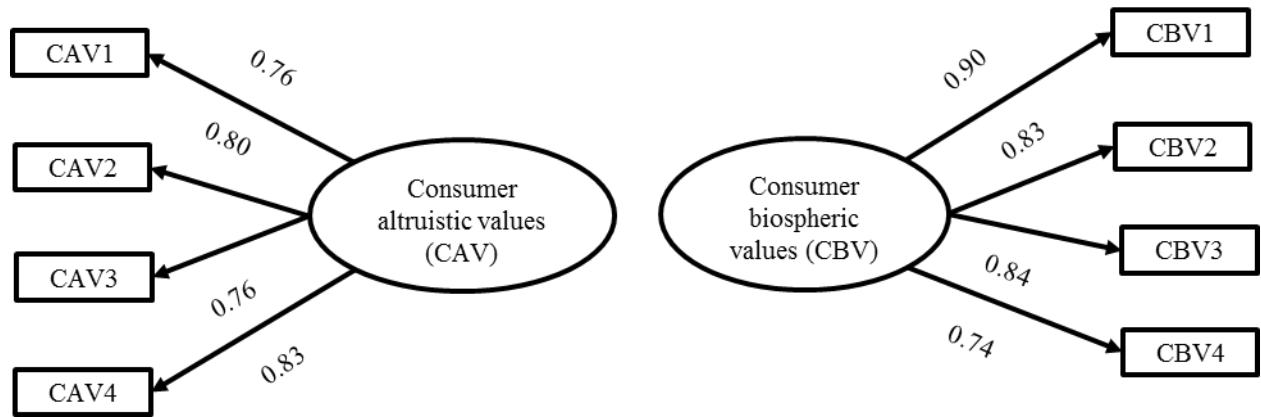 CAV1
0.76
0.80
CAV2
CAV3
0.76
0.83
CAV4
Consumer
altruistic values
(CAV)
Consumer
biospheric
values (CBV)
CBV1
0.90
0.83
CBV2
CBV3
0.84
0.74
CBV4